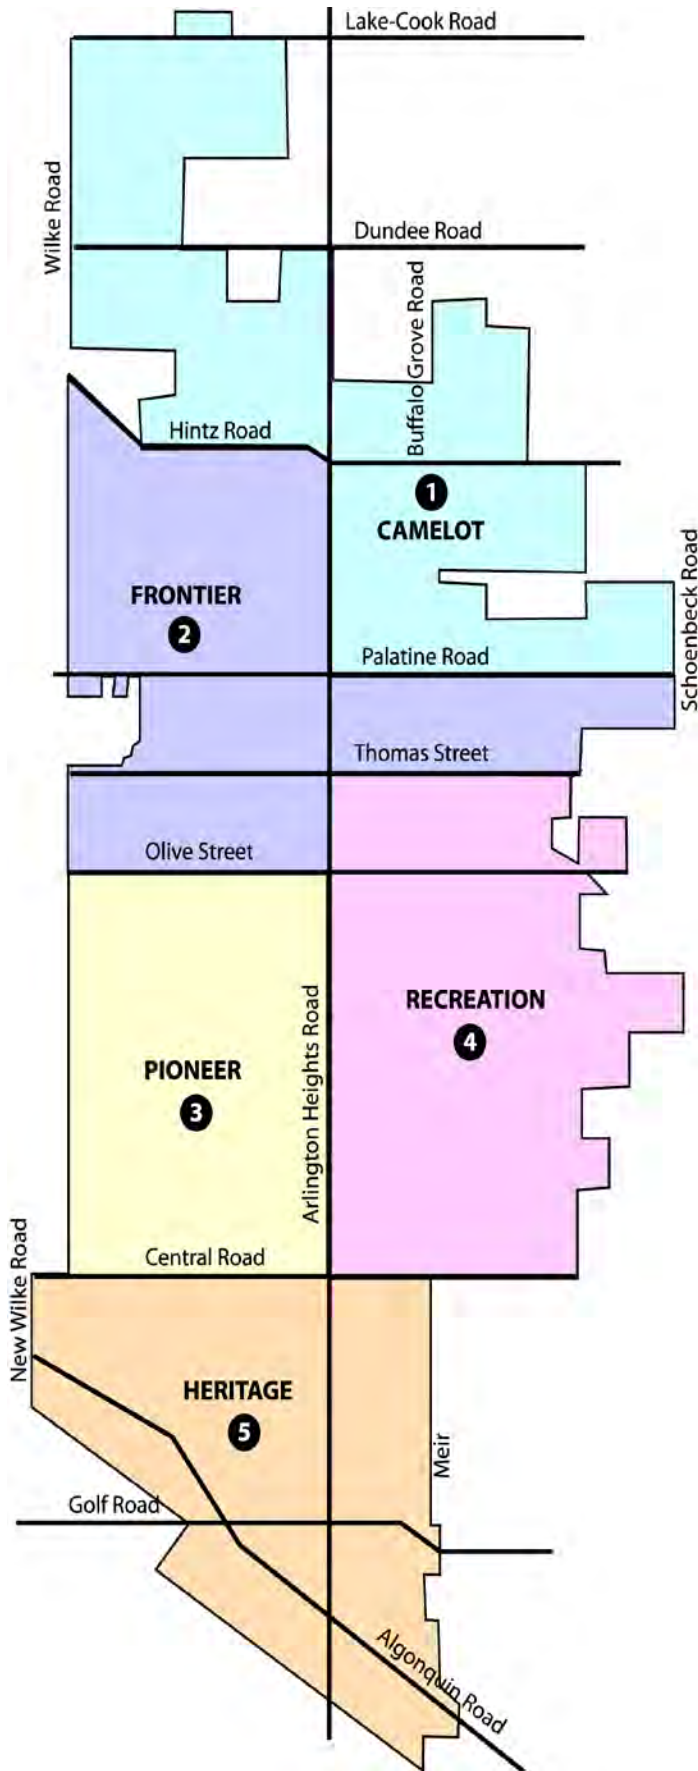 Lake-Cook Road
Wilke Road
Dundee Road
Buffalo Grove Road
Hintz Road
1
CAMELOT
Schoenbeck Road
FRONTIER
2
Palatine Road
Thomas Street
Olive Street
Arlington Heights Road
RECREATION
4
PIONEER
3
Central Road
New Wilke Road
HERITAGE
5
Meir
Golf Road
Algonquin Road